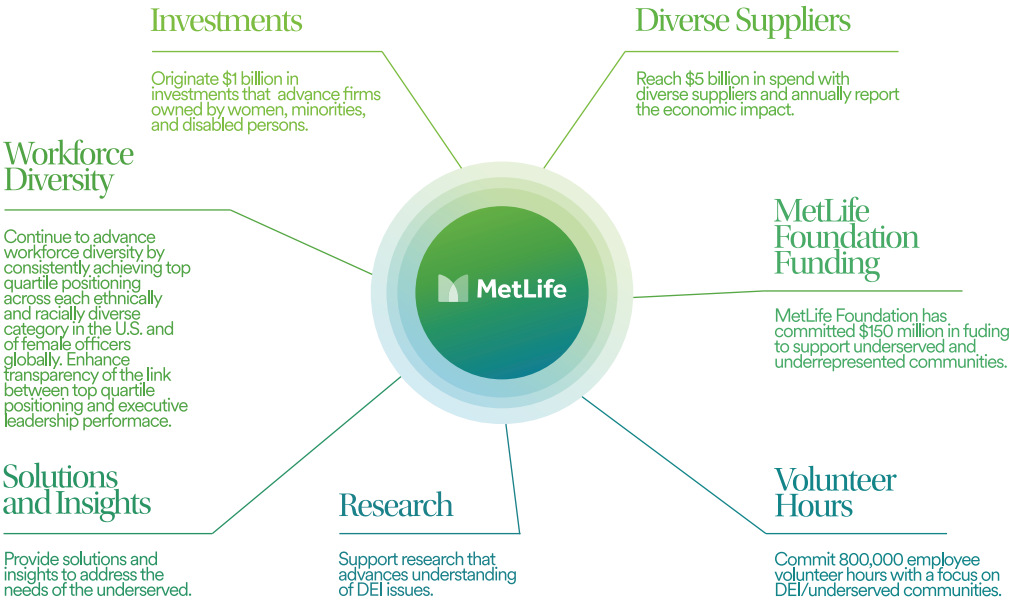 Investments
Originate $1 billion in
investments that advance firms
owned by women, minorities,
and disabled persons.
Diverse Suppliers
Reach $5 billion in spend with
diverse suppliers and annually report
the economic impact.
Workforce
Diversity
Continue to advance
workforce diversity by
consistently achieving top
quartile positioning
across each ethnically
and racially diverse
category in the U.S. and
of female officers
globally. Enhance
transparency of the link
between top quartile
positioning and executive
leadership performace.
MetLife
MetLife
Foundation
Funding
MetLife Foundation has
committed $150 million in fuding
to support underserved and
underrepresented communities.
Solutions
and Insights
Provide solutions and
insights to address the
needs of the underserved.
Research
Support research that
advances understanding
of DEI issues.
Volunteer
Hours
Commit 800,000 employee
volunteer hours with a focus on
DEI/underserved communities.